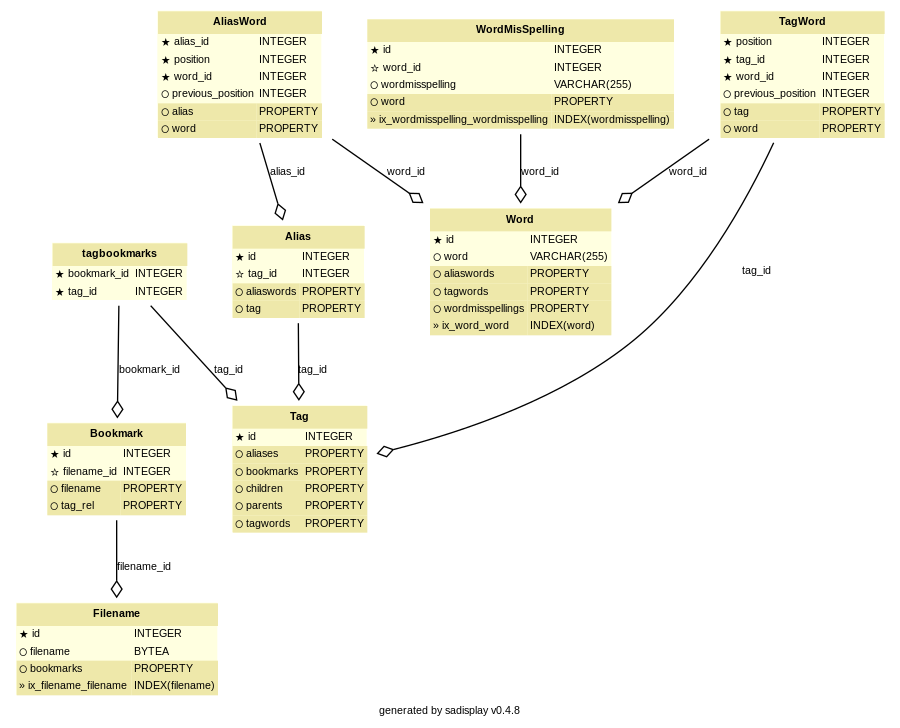 AliasWord
★ alias_id INTEGER
★ position INTEGER
★ word_id INTEGER
○ previous_position INTEGER
○ alias PROPERTY
○ word PROPERTY
WordMisSpelling
★ id INTEGER
☆ word_id INTEGER
○ wordmisspelling VARCHAR(255)
○ word PROPERTY
» ix_wordmisspelling_wordmisspelling INDEX(wordmisspelling)
TagWord
★ position INTEGER
★ tag_id INTEGER
★ word_id INTEGER
○ previous_position INTEGER
○ tag PROPERTY
○ word PROPERTY
alias_id
word_id
word_id
word_id
tag_id
tagbookmarks
★ bookmark_id INTEGER
★ tag_id INTEGER
Alias
★ id INTEGER
☆ tag_id INTEGER
○ aliaswords PROPERTY
○ tag PROPERTY
Word
★ id INTEGER
○ word VARCHAR(255)
○ aliaswords PROPERTY
○ tagwords PROPERTY
○ wordmisspellings PROPERTY
» ix_word_word INDEX(word)
bookmark_id
tag_id
tag_id
Bookmark
★ id INTEGER
☆ filename_id INTEGER
○ filename PROPERTY
○ tag_rel PROPERTY
Tag
★ id INTEGER
○ aliases PROPERTY
○ bookmarks PROPERTY
○ children PROPERTY
○ parents PROPERTY
○ tagwords PROPERTY
filename_id
Filename
★ id INTEGER
○ filename BYTEA
○ bookmarks PROPERTY
» ix_filename_filename INDEX(filename)
generated by sadisplay v0.4.8